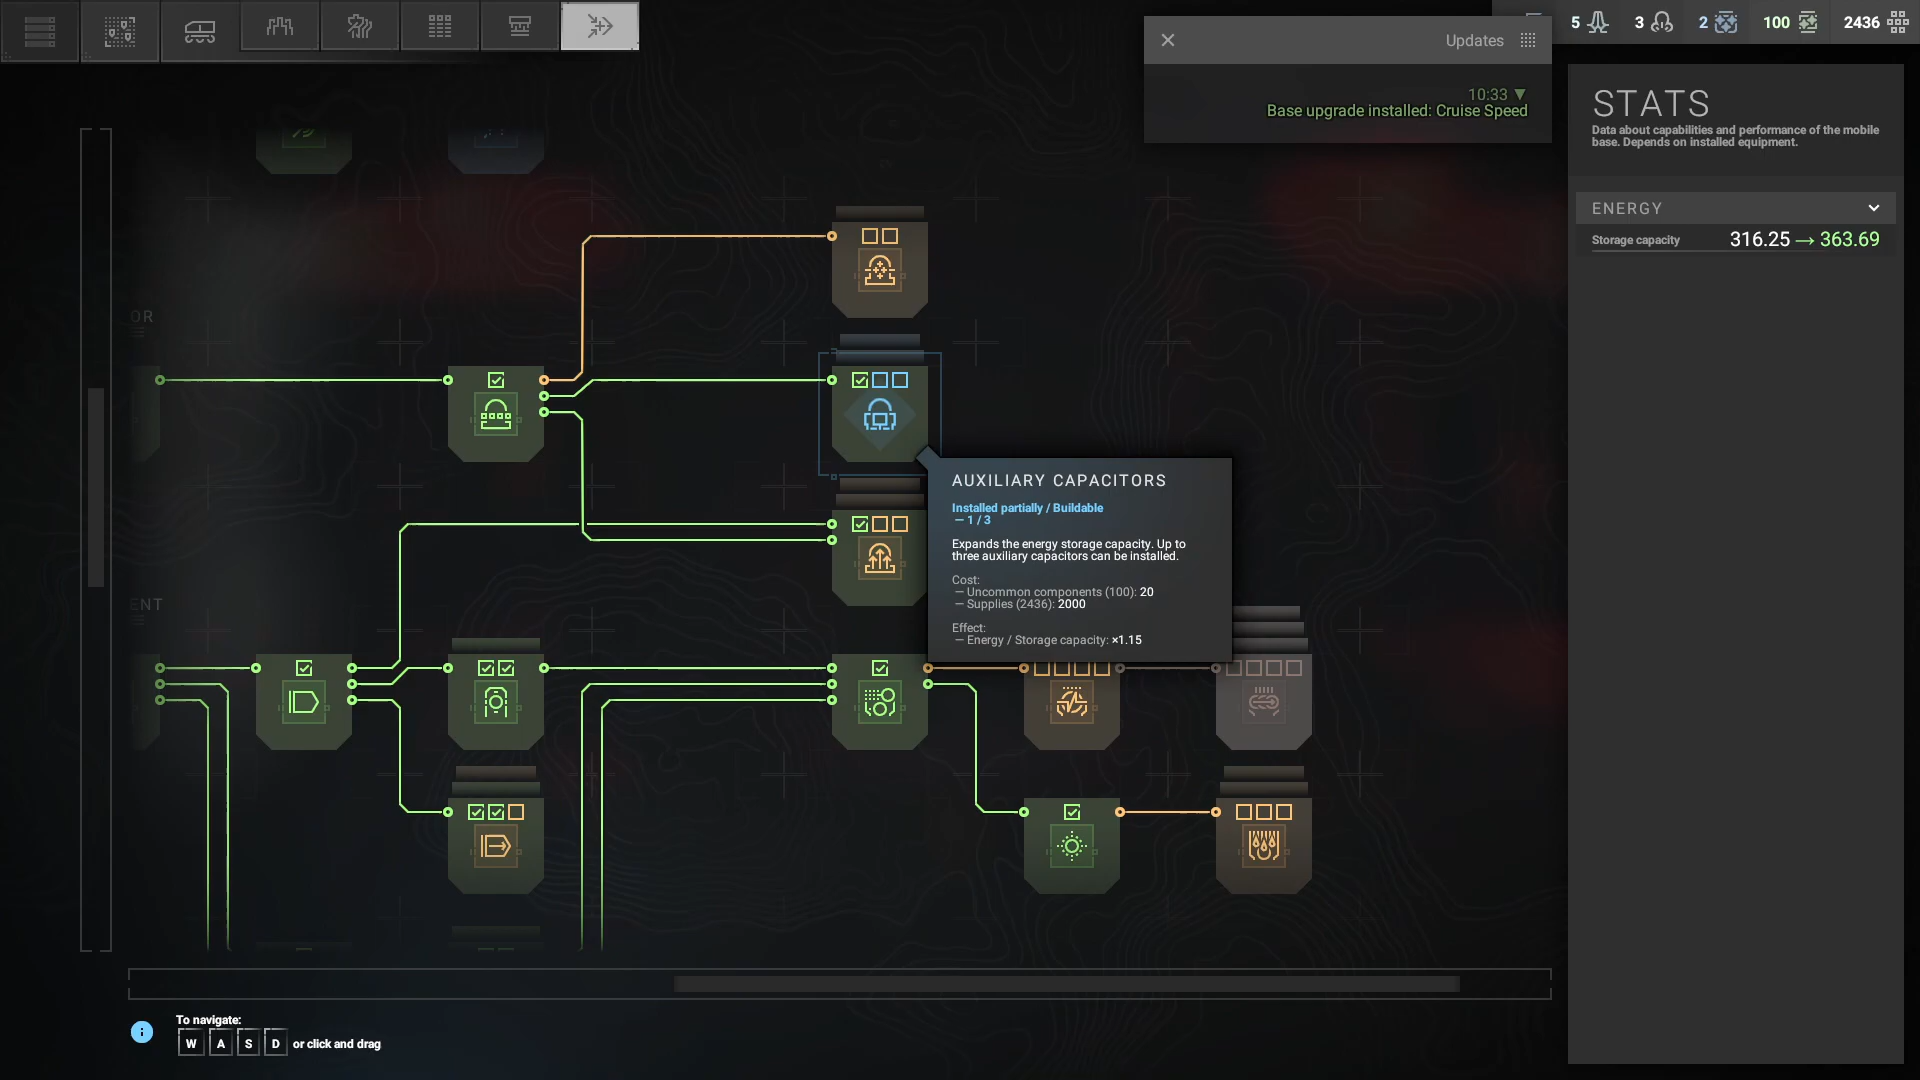 5
3
2
100
2436
Updates
10:33 ▼
Base upgrade installed: Cruise Speed
STATS
Data about capabilities and performance of the mobile
base. Depends on installed equipment.
ENERGY
Storage capacity
316.25 → 363.69
OR
AUXILIARY CAPACITORS
Installed partially / Buildable
– 1 / 3
Expands the energy storage capacity. Up to
three auxiliary capacitors can be installed.
Cost:
– Uncommon components (100): 20
– Supplies (2436): 2000
Effect:
– Energy / Storage capacity: ×1.15
ENT
To navigate:
W A S D or click and drag